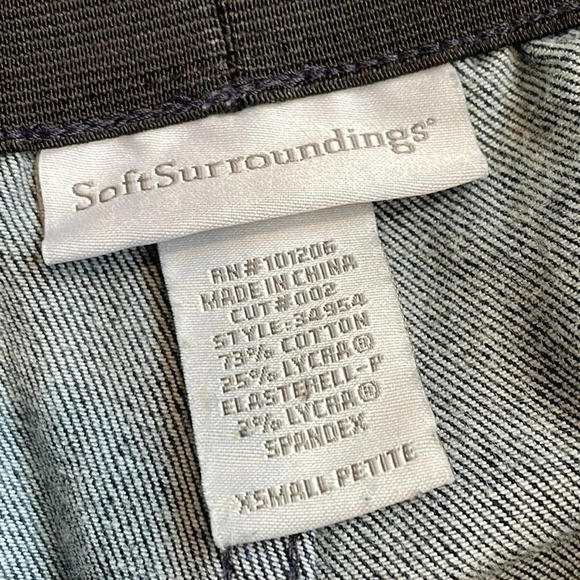 SoftSurroundings®
RN#101206
MADE IN CHINA
CUT#002
STYLE:34954
73% COTTON
25% LYCRA®
ELASTERELL-P
2% LYCRA®
SPANDEX
XSMALL PETITE